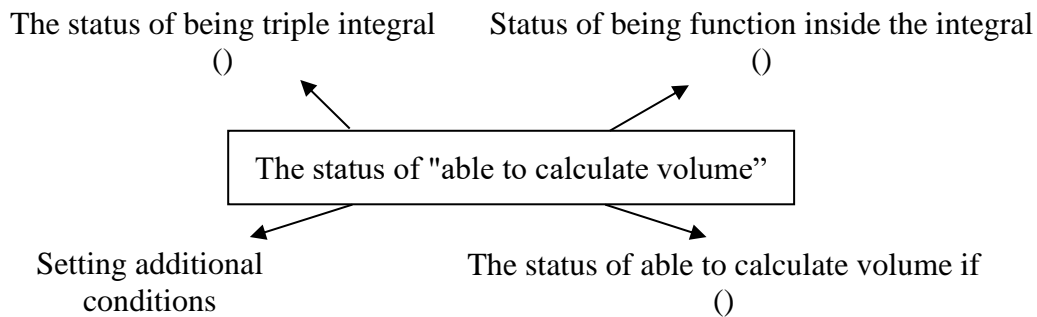 The status of being triple integral
()
Status of being function inside the integral
()
The status of "able to calculate volume”
Setting additional
conditions
The status of able to calculate volume if
()